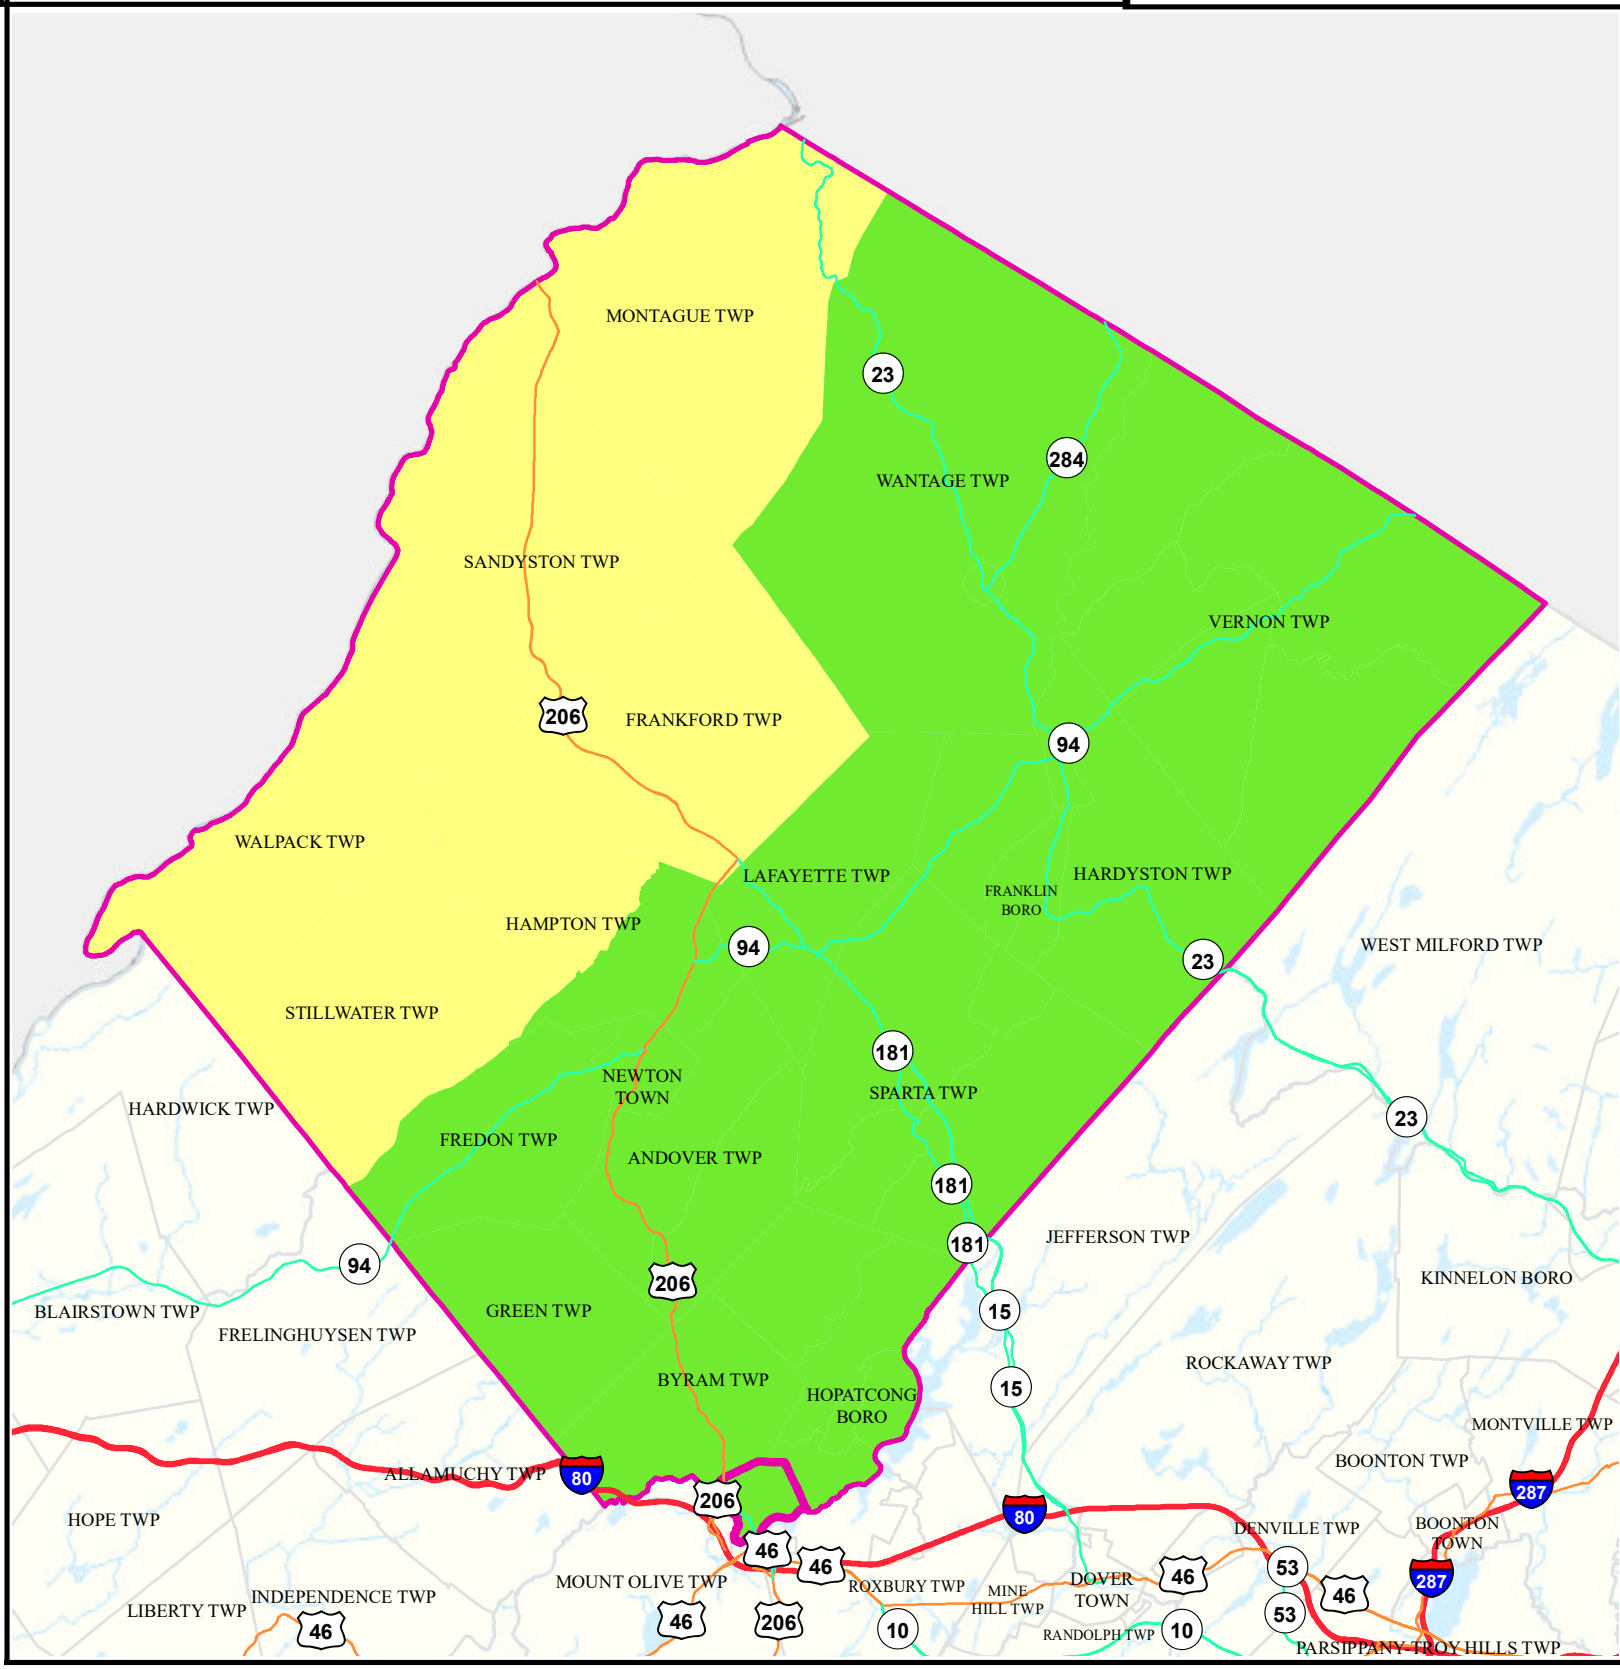 MONTAGUE TWP
23
284
WANTAGE TWP
SANDYSTON TWP
VERNON TWP
206
FRANKFORD TWP
94
WALPACK TWP
LAFAYETTE TWP
HARDYSTON TWP
FRANKLIN
BORO
HAMPTON TWP
94
23
WEST MILFORD TWP
STILLWATER TWP
181
NEWTON
TOWN
SPARTA TWP
HARDWICK TWP
23
FREDON TWP
ANDOVER TWP
181
181
JEFFERSON TWP
94
206
KINNELON BORO
BLAIRSTOWN TWP
GREEN TWP
15
FRELINGHUYSEN TWP
ROCKAWAY TWP
BYRAM TWP
15
HOPATCONG
BORO
MONTVILLE TWP
ALLAMUCHY TWP
80
BOONTON TWP
287
206
80
HOPE TWP
DENVILLE TWP
BOONTON
TOWN
46
46
53
MOUNT OLIVE TWP
ROXBURY TWP
MINE
HILL TWP
DOVER
TOWN
46
46
287
INDEPENDENCE TWP
LIBERTY TWP
46
46
206
10
RANDOLPH TWP
10
53
PARSIPPANY-TROY HILLS TWP